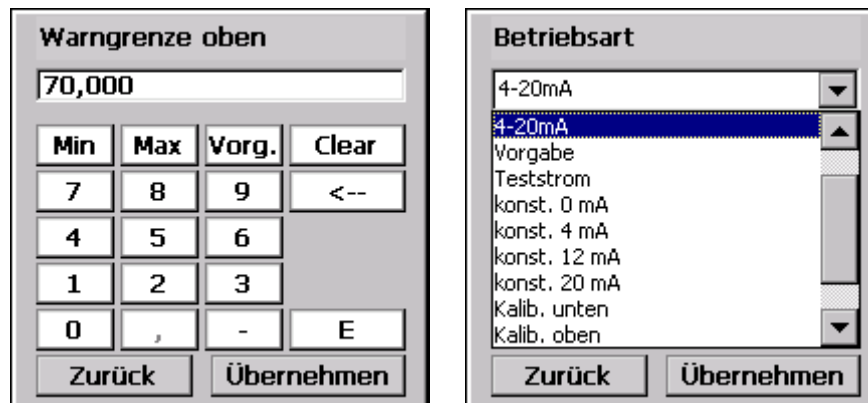 Warngrenze oben
70,000
Min Max Vorg. Clear
7 8 9 <--
4 5 6
1 2 3
0 , - E
Zurück Übernehmen
Betriebsart
4-20mA
4-20mA
Vorgabe
Teststrom
konst. 0 mA
konst. 4 mA
konst. 12 mA
konst. 20 mA
Kalib. unten
Kalib. oben
Zurück Übernehmen